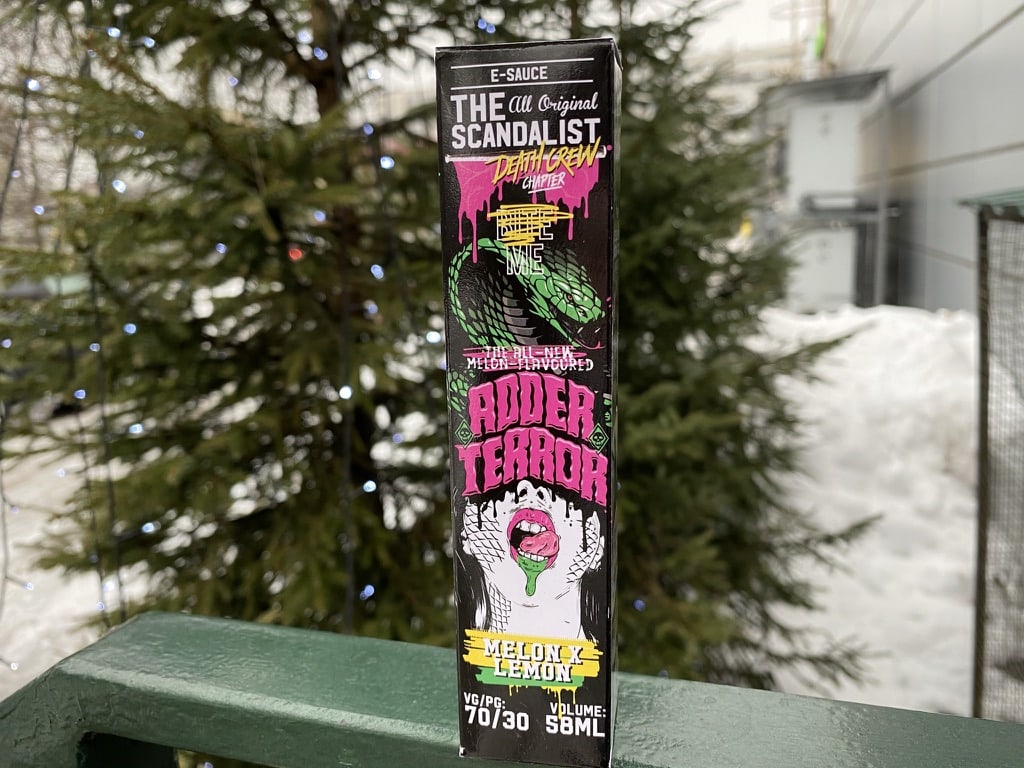 E-SAUCE
THE All Original
SCANDALIST
DEATH CREW
CHAPTER
BITE
ME
THE ALL-NEW
MELON-FLAVOURED
ADDER
TERROR
MELON X
LEMON
VG/PG: VOLUME:
70/30 58ML